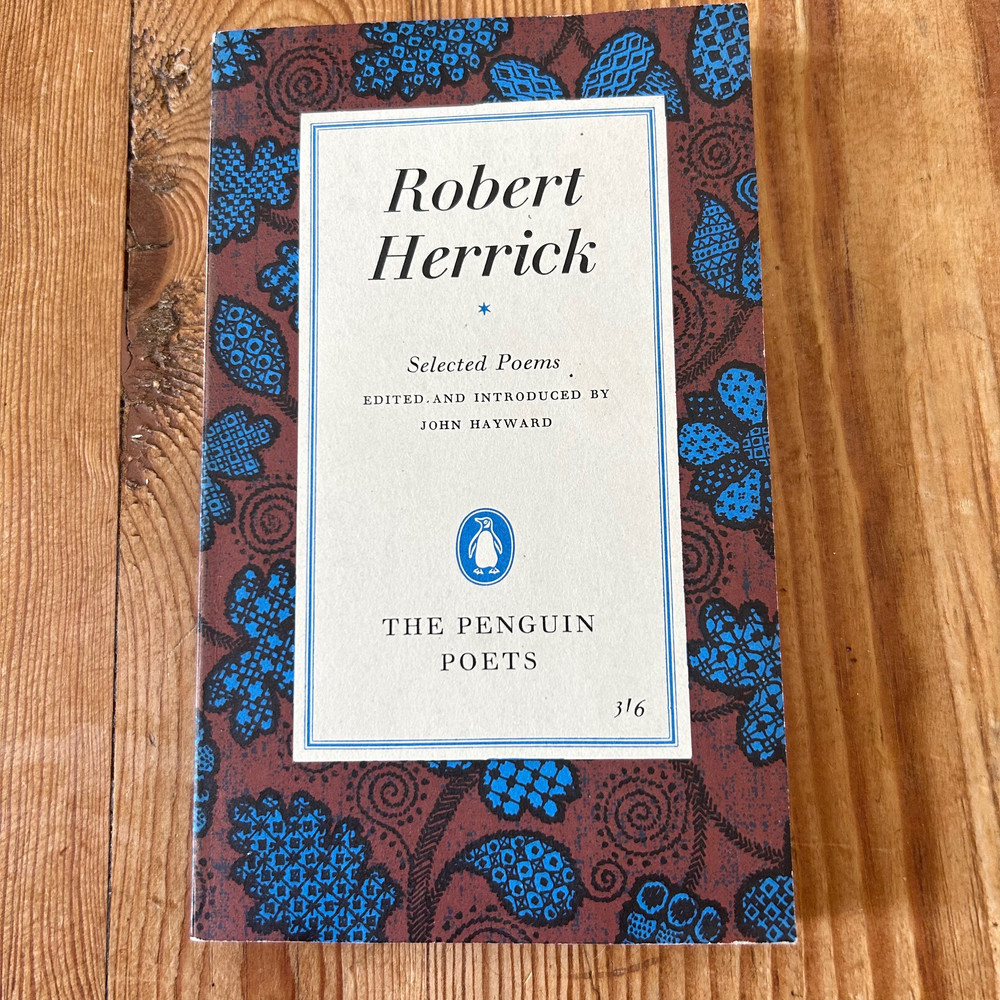 Robert
Herrick
Selected Poems
EDITED AND INTRODUCED BY
JOHN HAYWARD
THE PENGUIN
POETS
3/6